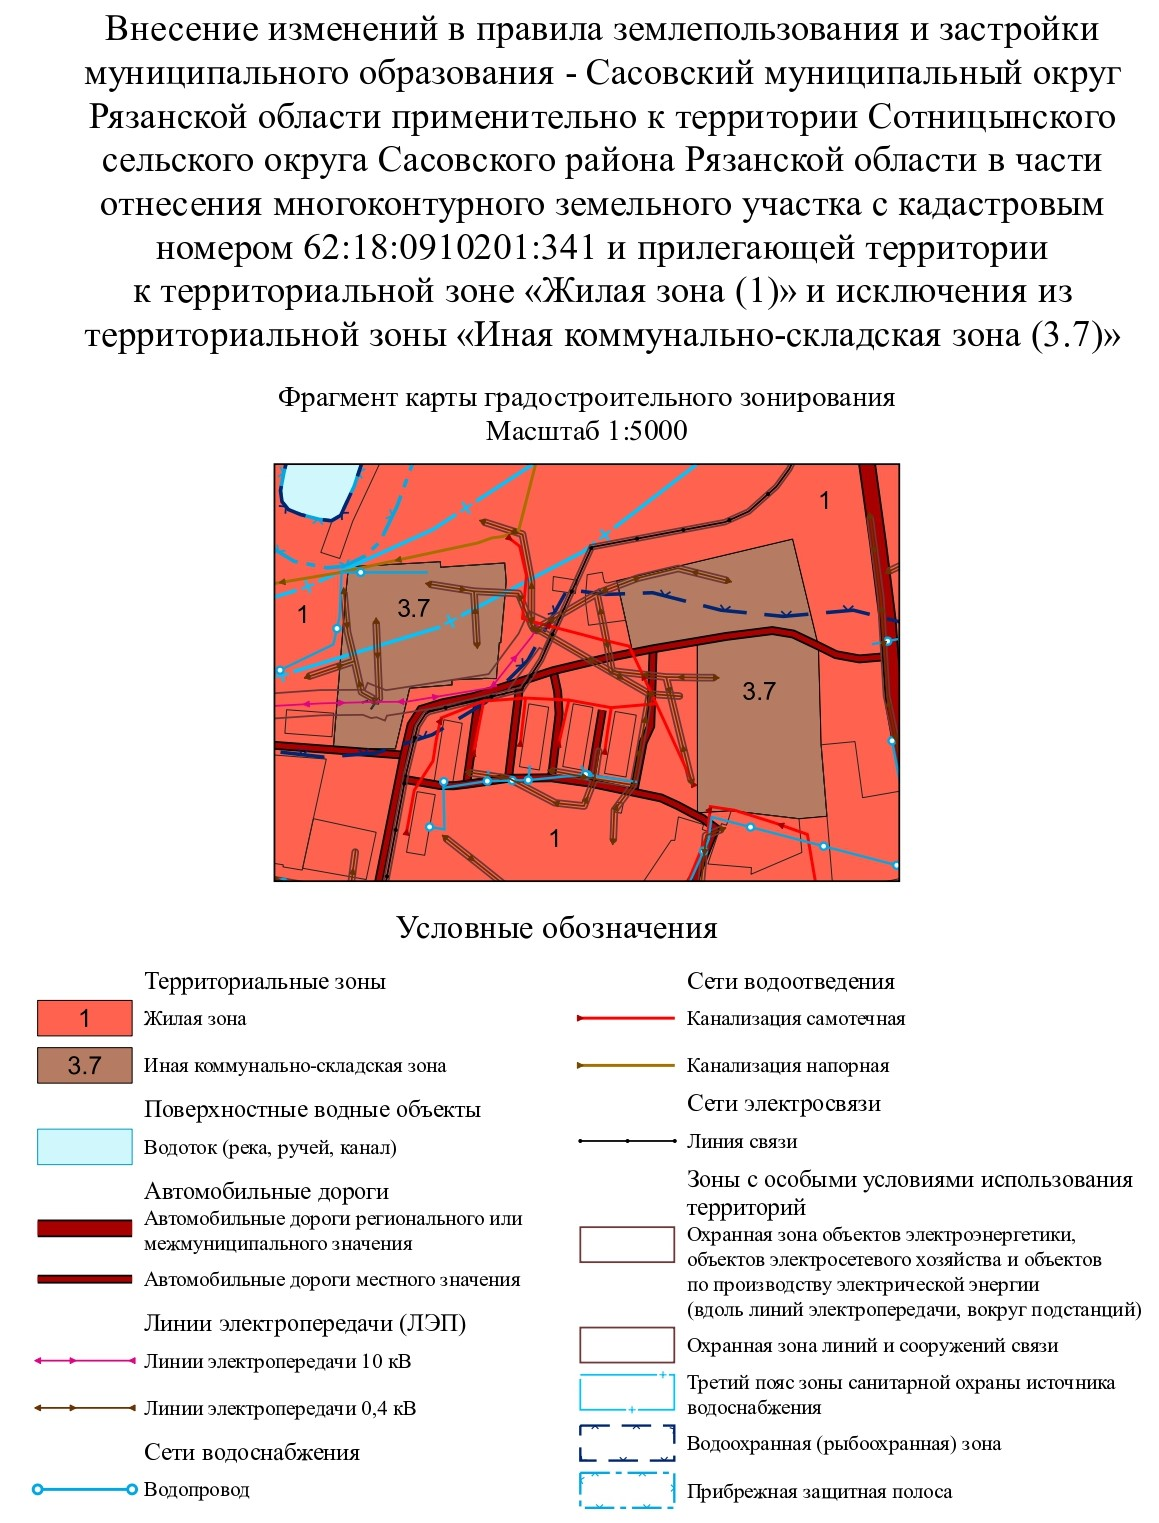 Внесение изменений в правила землепользования и застройки
муниципального образования - Сасовский муниципальный округ
Рязанской области применительно к территории Сотницынского
сельского округа Сасовского района Рязанской области в части
отнесения многоконтурного земельного участка с кадастровым
номером 62:18:0910201:341 и прилегающей территории
к территориальной зоне «Жилая зона (1)» и исключения из
территориальной зоны «Иная коммунально-складская зона (3.7)»
Фрагмент карты градостроительного зонирования
Масштаб 1:5000
1
1
3.7
3.7
1
Условные обозначения
Территориальные зоны
1
Жилая зона
3.7
Иная коммунально-складская зона
Поверхностные водные объекты
Водоток (река, ручей, канал)
Автомобильные дороги
Автомобильные дороги регионального или
межмуниципального значения
Автомобильные дороги местного значения
Линии электропередачи (ЛЭП)
Линии электропередачи 10 кВ
Линии электропередачи 0,4 кВ
Сети водоснабжения
Водопровод
Сети водоотведения
Канализация самотечная
Канализация напорная
Сети электросвязи
Линия связи
Зоны с особыми условиями использования
территорий
Охранная зона объектов электроэнергетики,
объектов электросетевого хозяйства и объектов
по производству электрической энергии
(вдоль линий электропередачи, вокруг подстанций)
Охранная зона линий и сооружений связи
Третий пояс зоны санитарной охраны источника
водоснабжения
Водоохранная (рыбоохранная) зона
Прибрежная защитная полоса